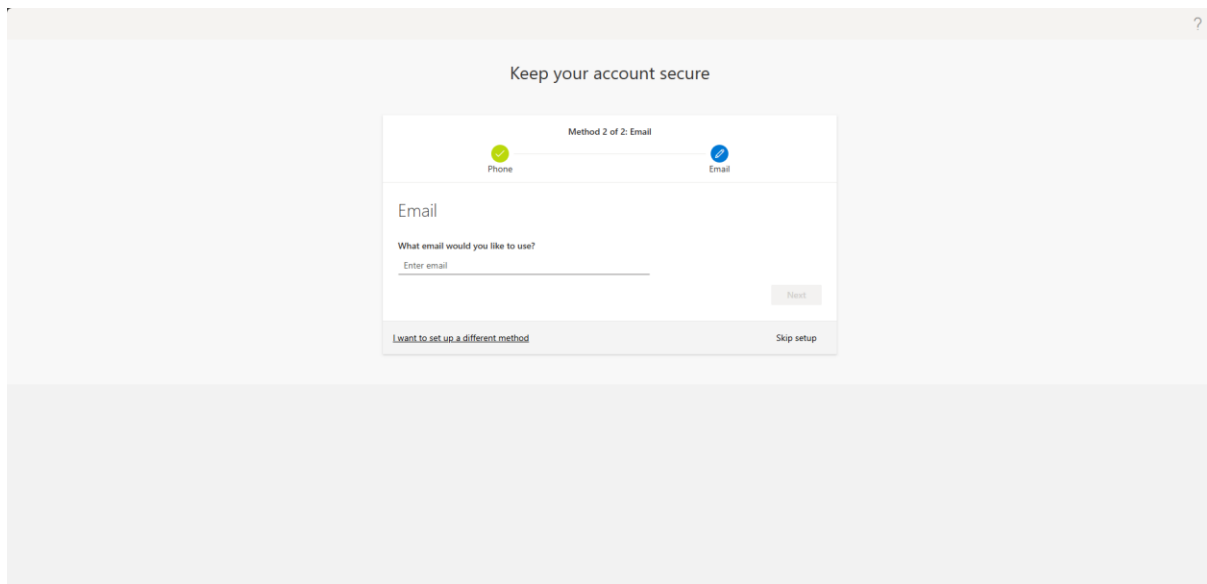 ?
Keep your account secure
Method 2 of 2: Email
Phone
Email
Email
What email would you like to use?
Enter email
Next
I want to set up a different method
Skip setup